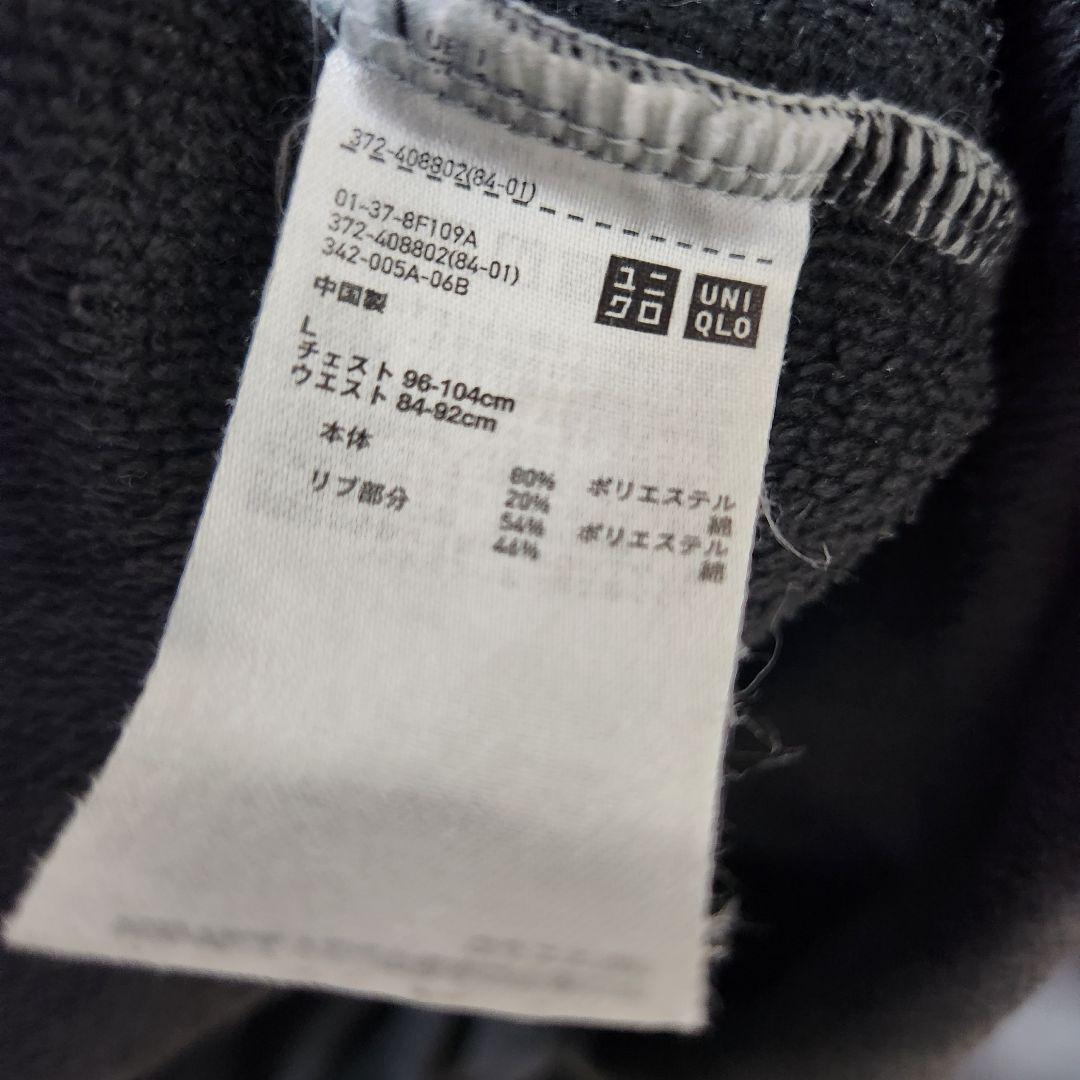 372-408802(84-01)
01-37-8F109A
372-408802(84-01)
342-005A-06B
ユニ
クロ
UNI
QLO
中国製
L
チェスト 96-104cm
ウエスト 84-92cm
本体 80% ポリエステル
20% 綿
リブ部分 54% ポリエステル
46% 綿